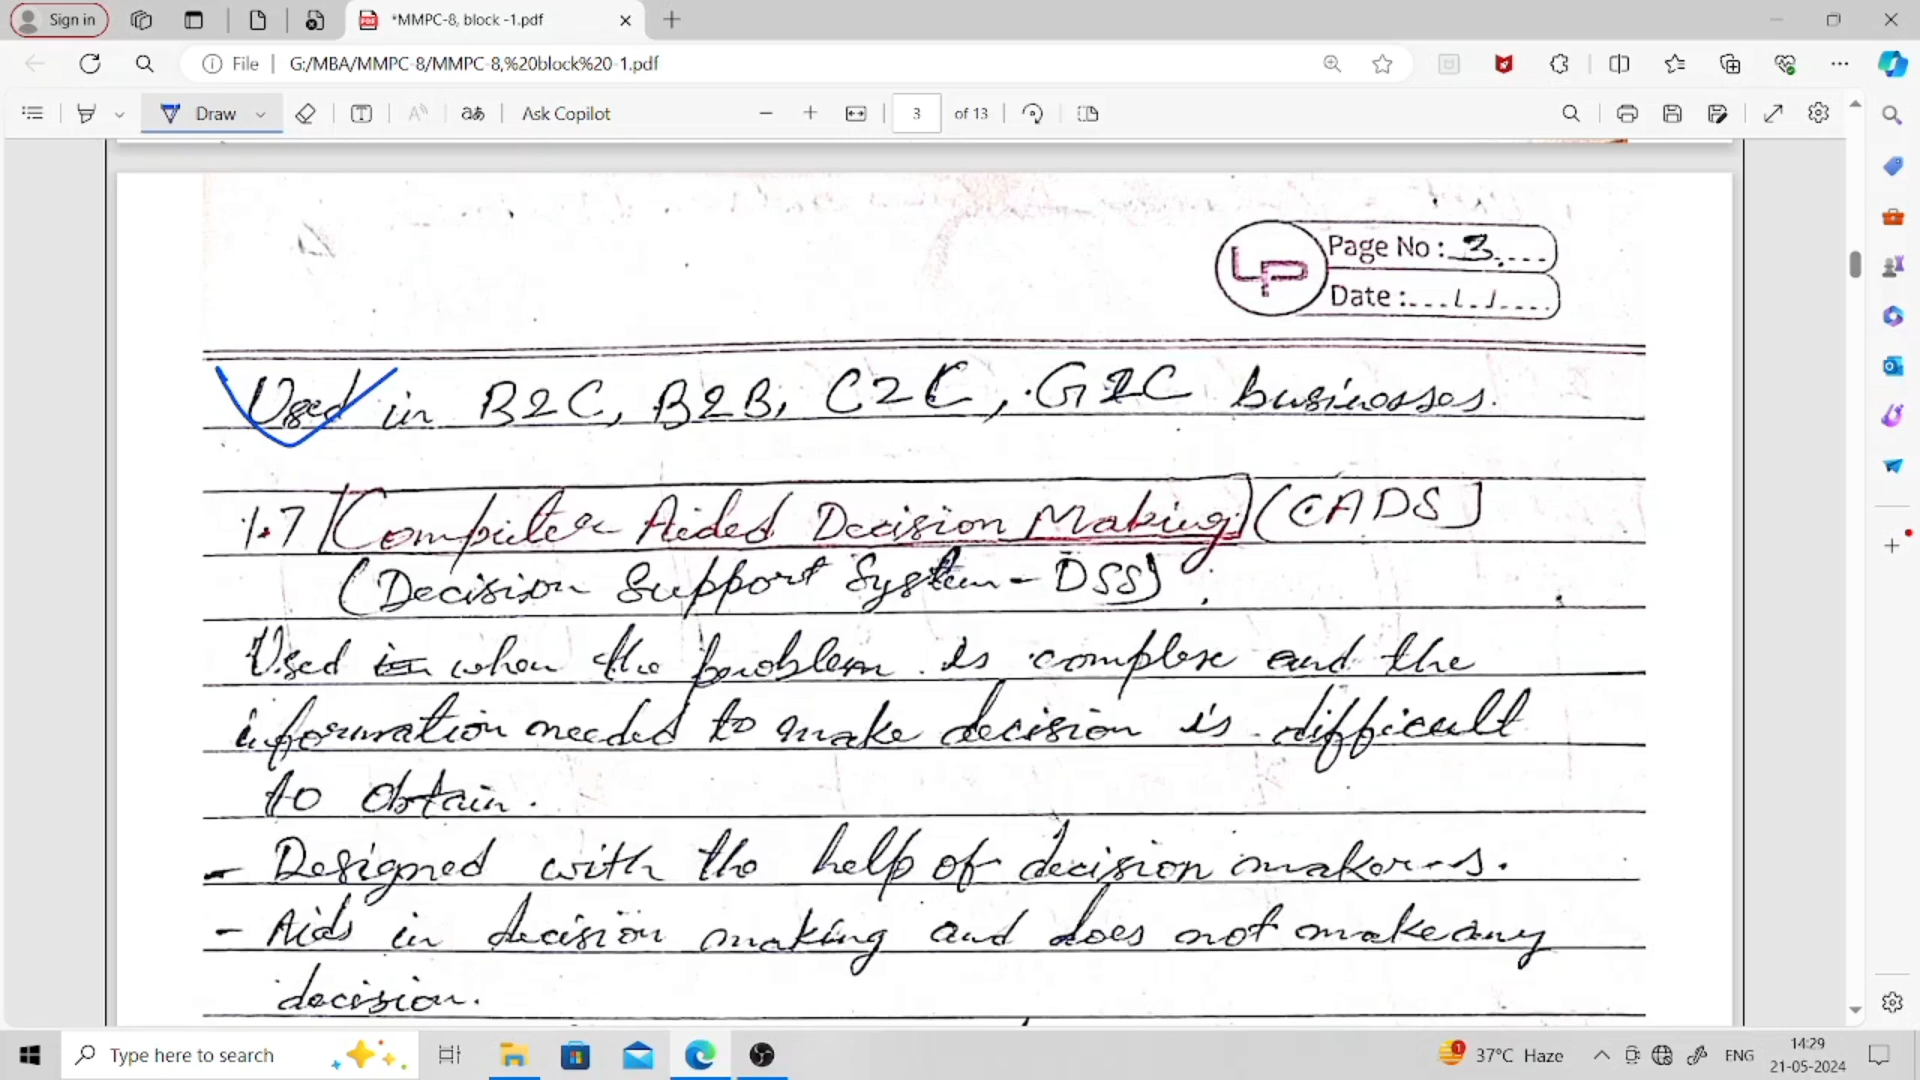 Sign in
*MMPC-8, block -1.pdf
File
G:/MBA/MMPC-8/MMPC-8,%20block%20-1.pdf
Draw
aあ
Ask Copilot
3 of 13
LP
Page No : 3
Date :
Used in B2C, B2B, C2C, G2C businesses.
1.7 Computer Aided Decision Making (CADS)
(Decision Support System - DSS)
Used in when the problem is complex and the
information needed to make decision is difficult
to obtain.
- Designed with the help of decision makers.
- Aids in decision making and does not make any
decision.
Type here to search
37°C Haze
ENG
14:29
21-05-2024